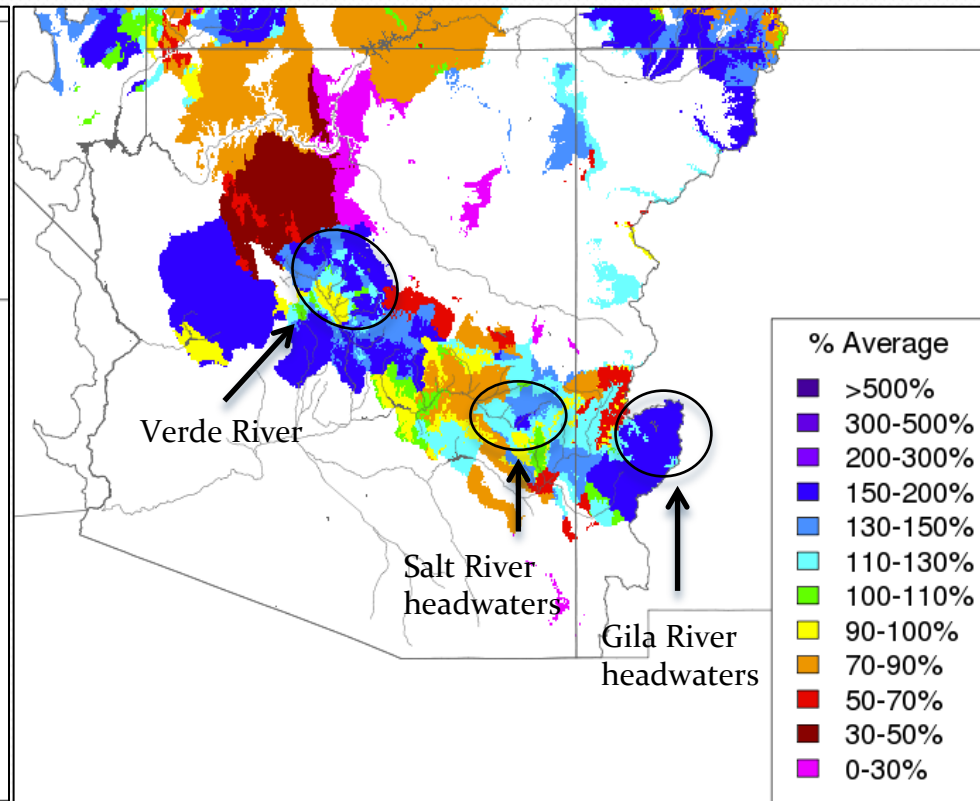 Verde River
Salt River
headwaters
Gila River
headwaters
% Average
>500%
300-500%
200-300%
150-200%
130-150%
110-130%
100-110%
90-100%
70-90%
50-70%
30-50%
0-30%